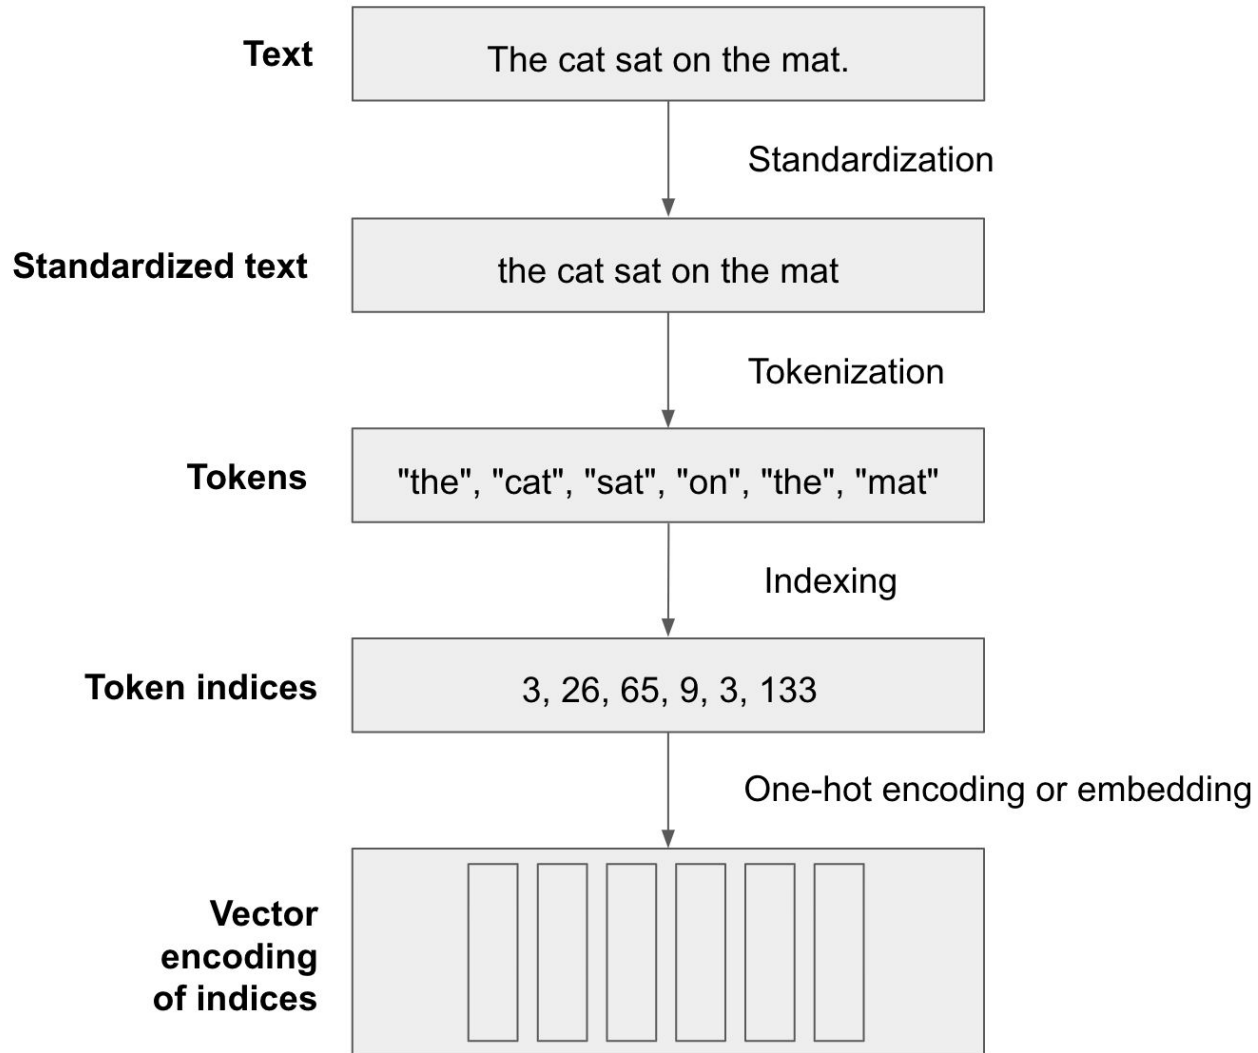 Text
The cat sat on the mat.
Standardization
Standardized text
the cat sat on the mat
Tokenization
Tokens
"the", "cat", "sat", "on", "the", "mat"
Indexing
Token indices
3, 26, 65, 9, 3, 133
One-hot encoding or embedding
Vector
encoding
of indices